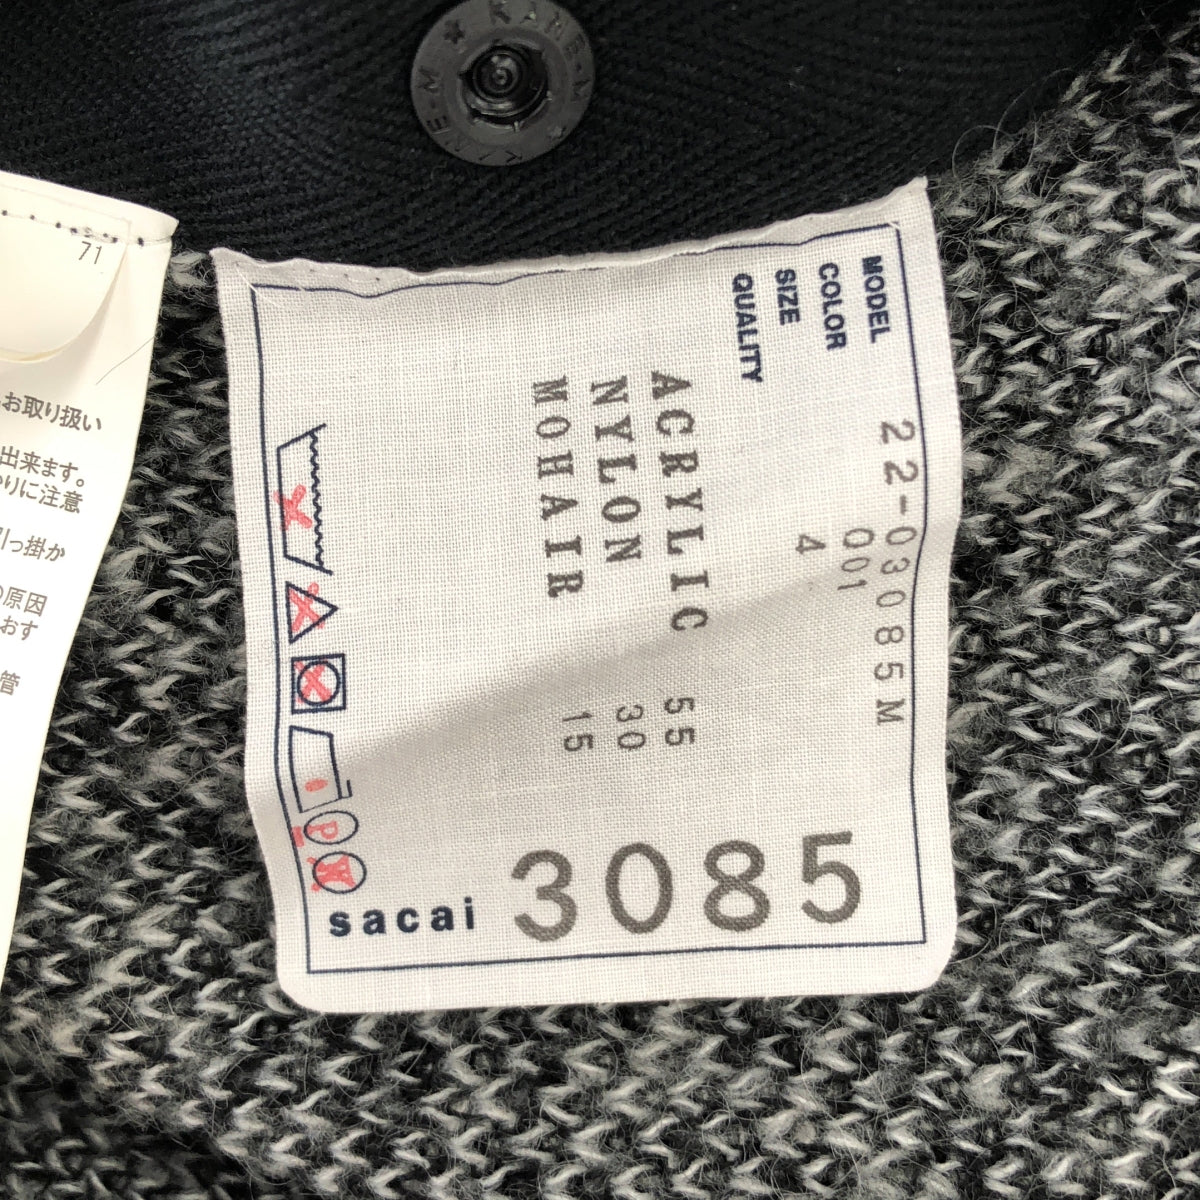 KANE-M KANE-M
71
お取り扱い
出来ます。
りに注意
っ掛か
原因
おす
管
MODEL 22-03085M
COLOR 001
SIZE 4
QUALITY
ACRYLIC 55
NYLON 30
MOHAIR 15
P
sacai 3085